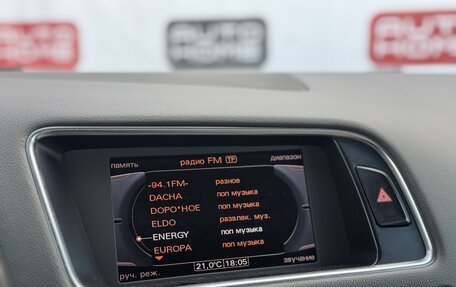 AUTO
HOME
AUTO
HOME
AUTO
HOME
память радио FM TP диапазон
-94.1FM- разное
DACHA поп музыка
DOPO*HOE поп музыка
ELDO развлек. муз.
ENERGY поп музыка
EUROPA поп музыка
руч. реж. 21,0°C 18:05 звучание